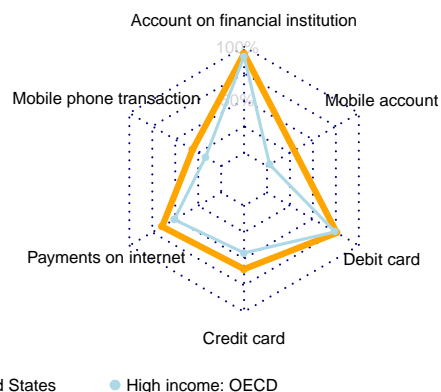 Account on financial institution
100%
Mobile phone transaction
Mobile account
Payments on internet
Debit card
Credit card
d States
High income: OECD